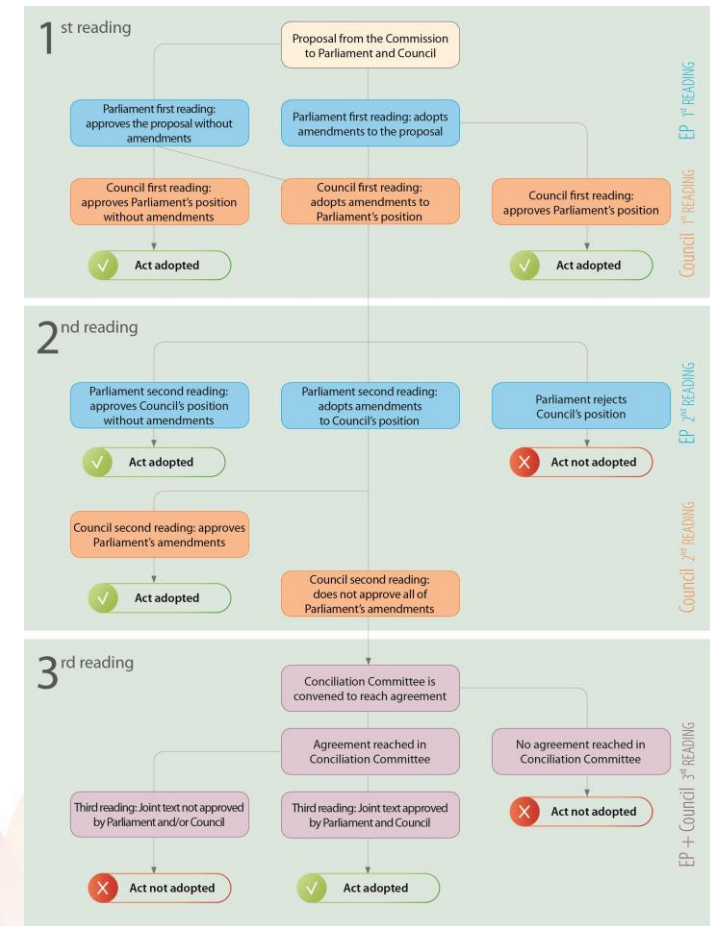 1st reading
Proposal from the Commission
to Parliament and Council
Parliament first reading:
approves the proposal without
amendments
Parliament first reading: adopts
amendments to the proposal
EP 1st READING
Council first reading:
approves Parliament's position
without amendments
Council first reading:
adopts amendments to
Parliament's position
Council first reading:
approves Parliament's position
Council 1st READING
Act adopted
Act adopted
2nd reading
Parliament second reading:
approves Council's position
without amendments
Parliament second reading:
adopts amendments
to Council's position
Parliament rejects
Council's position
EP 2nd READING
Act adopted
Act not adopted
Council second reading: approves
Parliament's amendments
Council 2nd READING
Act adopted
Council second reading:
does not approve all of
Parliament's amendments
3rd reading
Conciliation Committee is
convened to reach agreement
Agreement reached in
Conciliation Committee
No agreement reached in
Conciliation Committee
EP + Council 3rd READING
Third reading: Joint text not approved
by Parliament and/or Council
Third reading: Joint text approved
by Parliament and Council
Act not adopted
Act not adopted
Act adopted